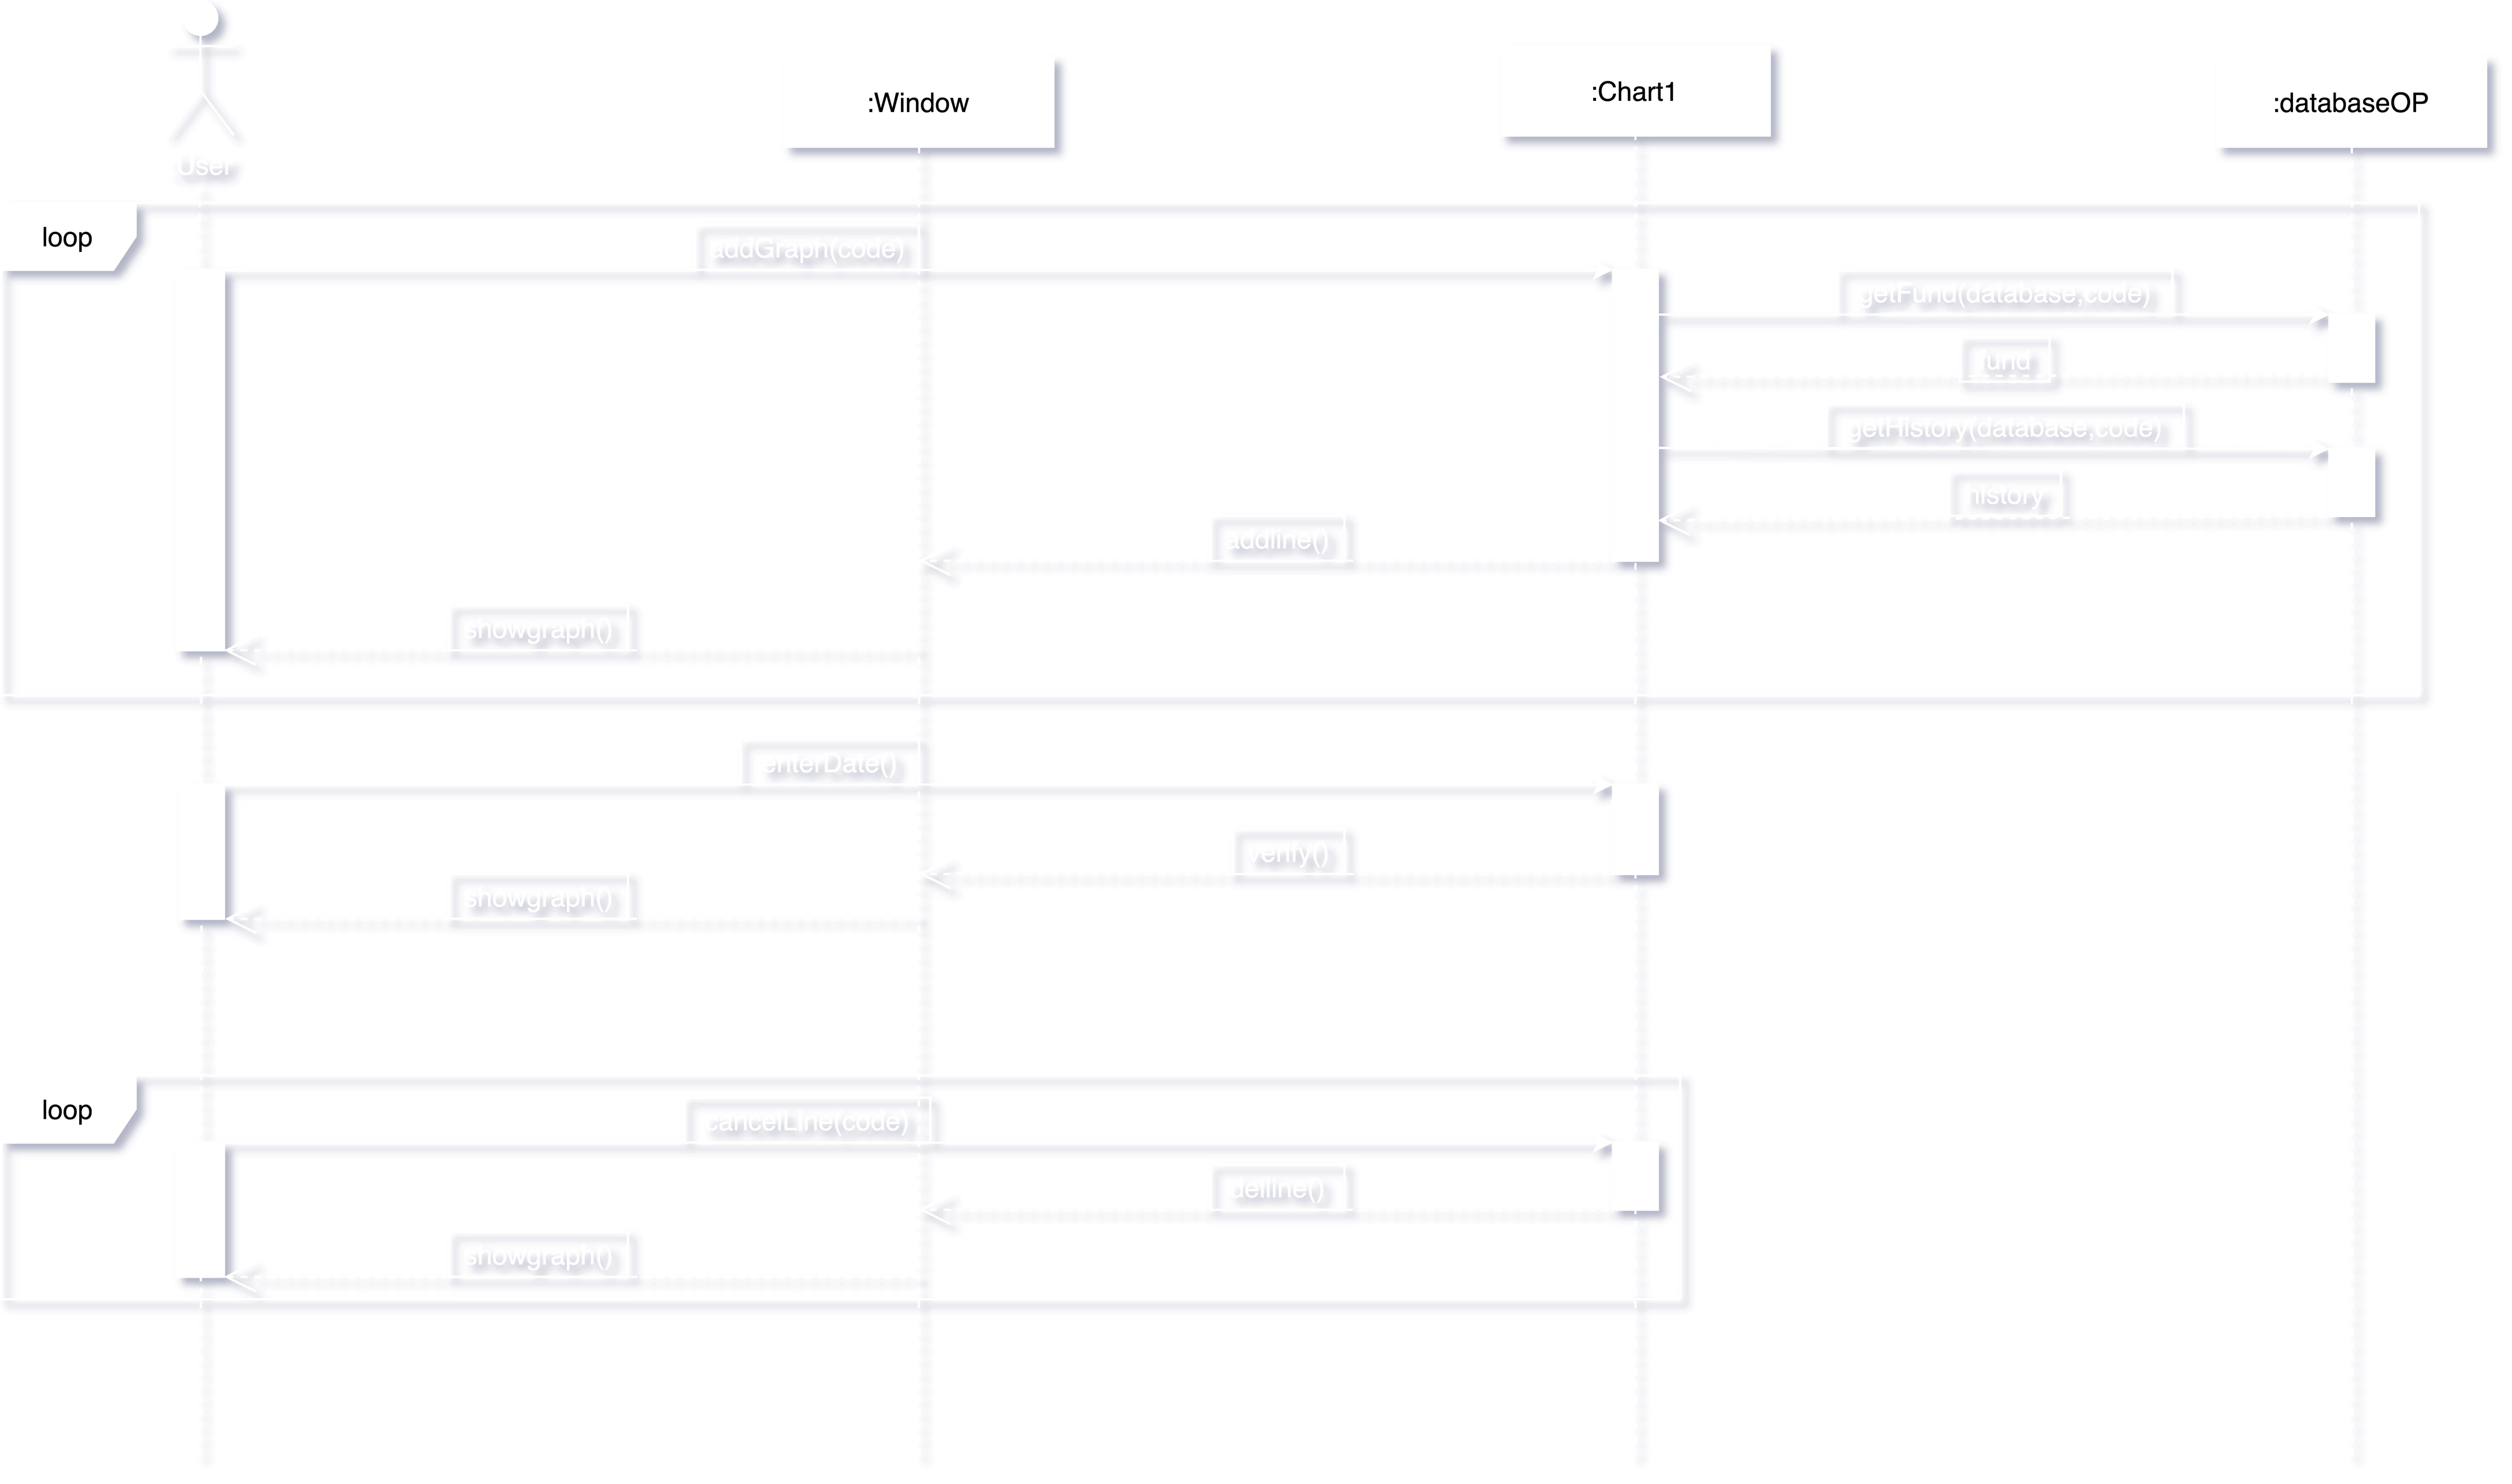 User
:Window
:Chart1
:databaseOP
loop
addGraph(code)
getFund(database,code)
fund
getHistory(database,code)
history
addline()
showgraph()
enterDate()
verify()
showgraph()
loop
cancelLine(code)
delline()
showgraph()